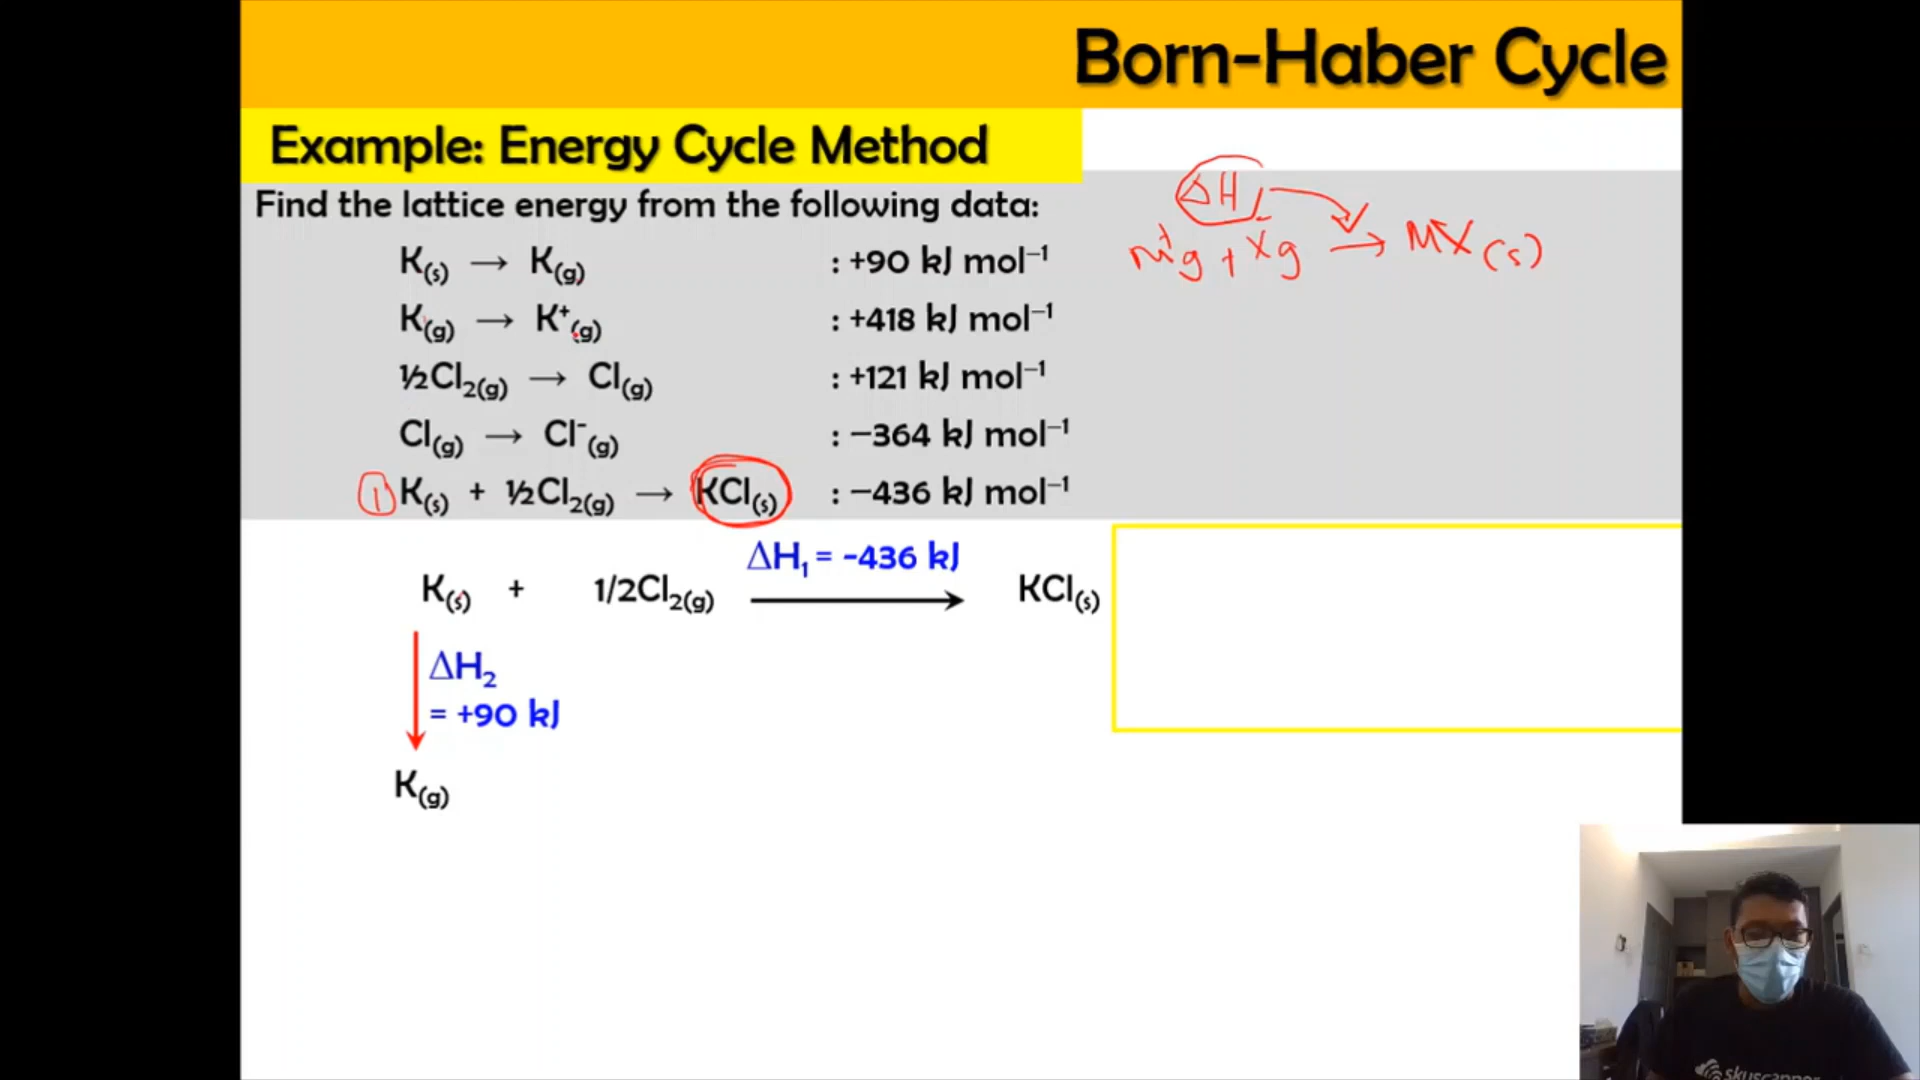 Born-Haber Cycle
Example: Energy Cycle Method
Find the lattice energy from the following data:
K(s) → K(g) : +90 kJ mol⁻¹
K(g) → K⁺(g) : +418 kJ mol⁻¹
½Cl₂(g) → Cl(g) : +121 kJ mol⁻¹
Cl(g) → Cl⁻(g) : −364 kJ mol⁻¹
① K(s) + ½Cl₂(g) → KCl(s) : −436 kJ mol⁻¹
ΔH
M⁺g + X⁻g → MX(s)
ΔH₁ = -436 kJ
K(s) + 1/2Cl₂(g) → KCl(s)
ΔH₂
= +90 kJ
K(g)
skyscanner